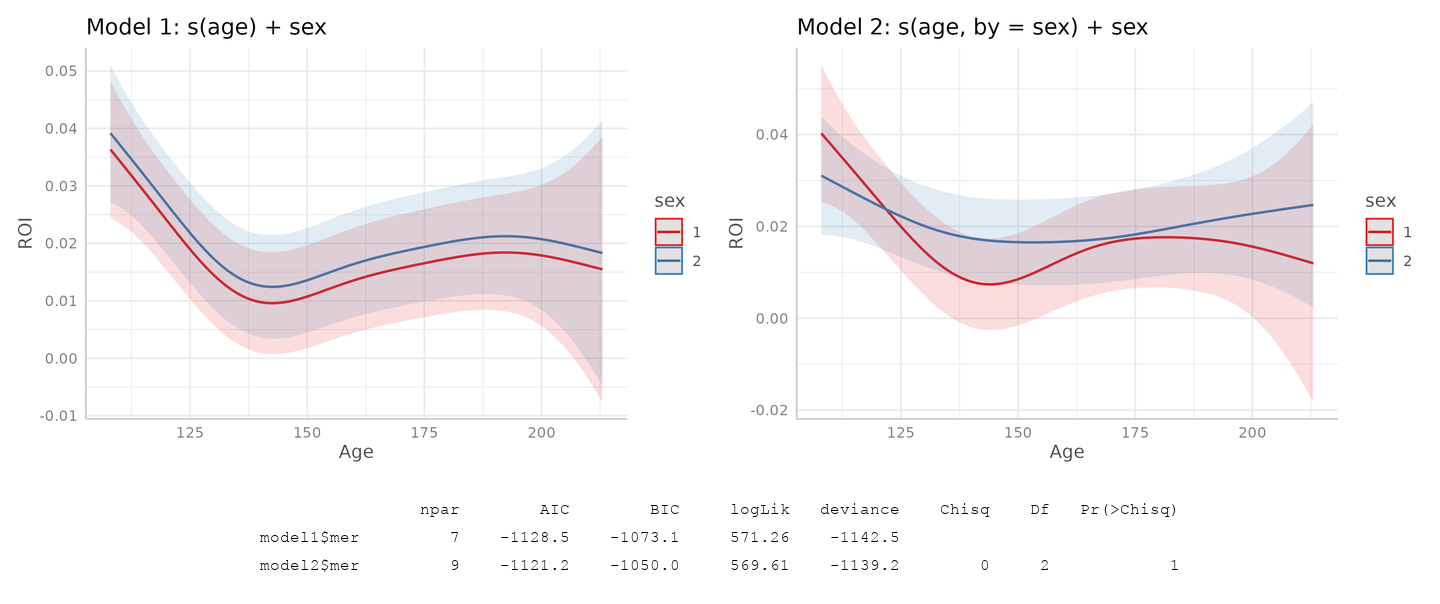 Model 1: s(age) + sex
0.05
0.04
0.03
0.02
0.01
0.00
-0.01
ROI
125 150 175 200
Age
sex
1
2
Model 2: s(age, by = sex) + sex
0.04
0.02
0.00
-0.02
ROI
125 150 175 200
Age
sex
1
2
npar AIC BIC logLik deviance Chisq Df Pr(>Chisq)
model1$mer 7 -1128.5 -1073.1 571.26 -1142.5
model2$mer 9 -1121.2 -1050.0 569.61 -1139.2 0 2 1